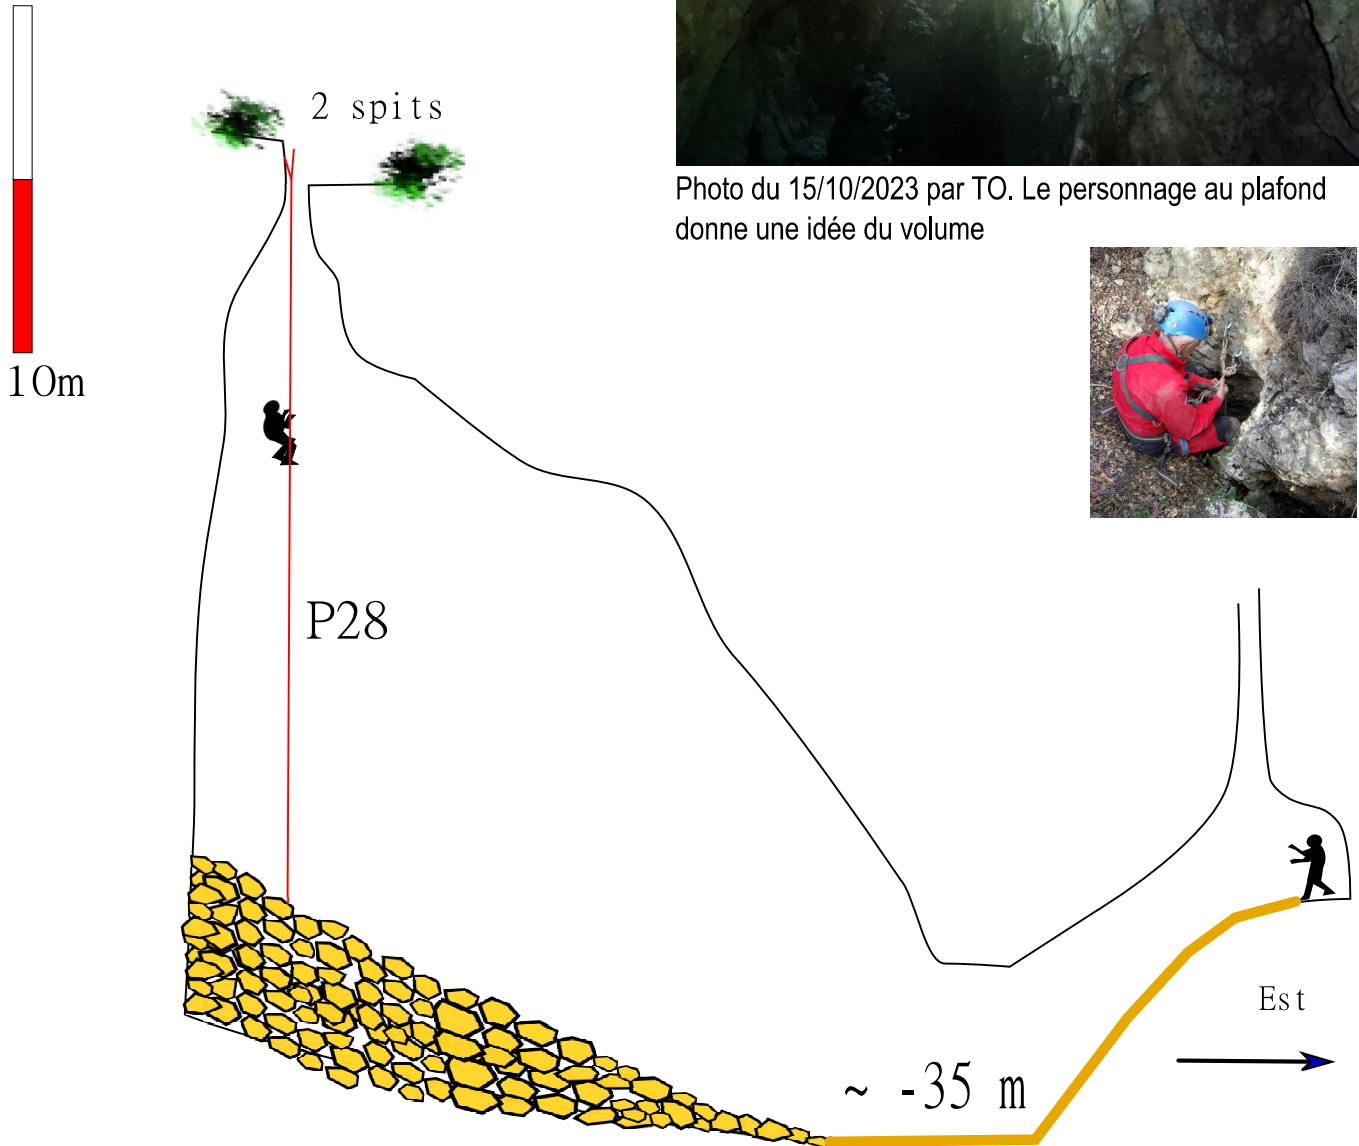 2 spits
Photo du 15/10/2023 par TO. Le personnage au plafond
donne une idée du volume
10m
P28
Est
~ -35 m